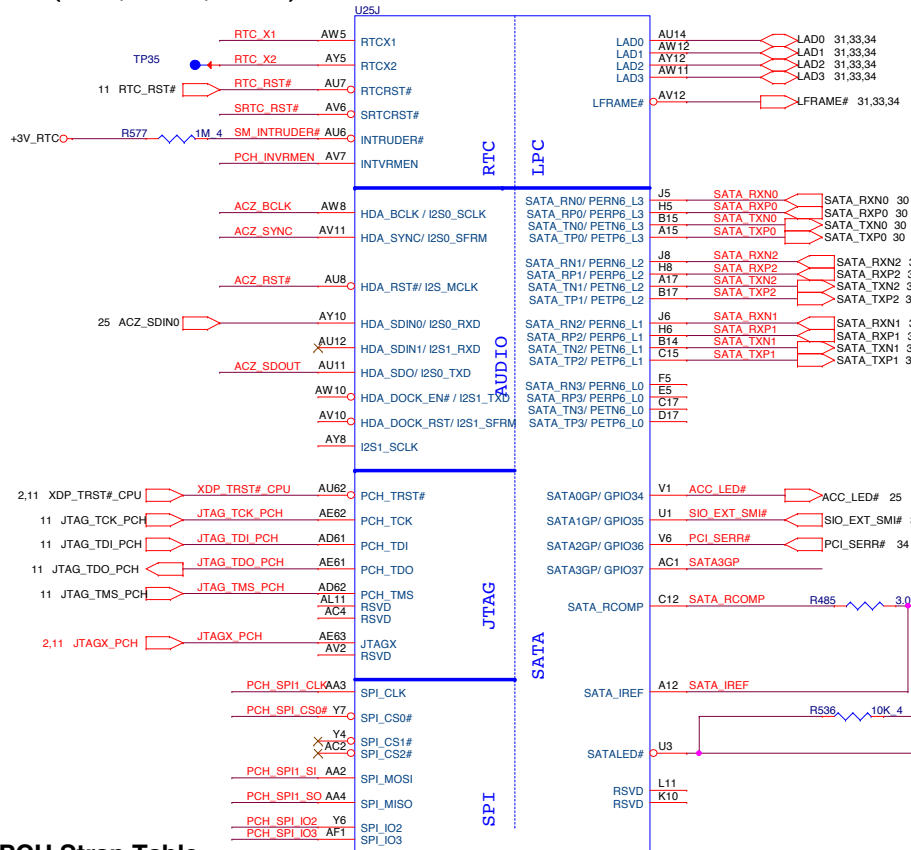 U25J
RTC_X1 AW5 RTCX1
TP35 RTC_X2 AY5 RTCX2
11 RTC_RST# RTC_RST# AU7 RTCRST#
SRTC_RST# AV6 SRTCRST#
+3V_RTC R577 1M_4 SM_INTRUDER# AU6 INTRUDER#
PCH_INVRMEN AV7 INTVRMEN
RTC
LPC
LAD0 AU14 LAD0 31,33,34
LAD1 AW12 LAD1 31,33,34
LAD2 AY12 LAD2 31,33,34
LAD3 AW11 LAD3 31,33,34
LFRAME# AV12 LFRAME# 31,33,34
ACZ_BCLK AW8 HDA_BCLK / I2S0_SCLK
ACZ_SYNC AV11 HDA_SYNC/ I2S0_SFRM
ACZ_RST# AU8 HDA_RST#/ I2S_MCLK
25 ACZ_SDIN0 AY10 HDA_SDIN0/ I2S0_RXD
AU12 HDA_SDIN1/ I2S1_RXD
ACZ_SDOUT AU11 HDA_SDO/ I2S0_TXD
AW10 HDA_DOCK_EN# / I2S1_TXD
AV10 HDA_DOCK_RST/ I2S1_SFRM
AY8 I2S1_SCLK
AUDIO
SATA_RN0/ PERN6_L3 J5 SATA_RXN0 SATA_RXN0 30
SATA_RP0/ PERP6_L3 H5 SATA_RXP0 SATA_RXP0 30
SATA_TN0/ PETN6_L3 B15 SATA_TXN0 SATA_TXN0 30
SATA_TP0/ PETP6_L3 A15 SATA_TXP0 SATA_TXP0 30
SATA_RN1/ PERN6_L2 J8 SATA_RXN2 SATA_RXN2
SATA_RP1/ PERP6_L2 H8 SATA_RXP2 SATA_RXP2
SATA_TN1/ PETN6_L2 A17 SATA_TXN2 SATA_TXN2
SATA_TP1/ PETP6_L2 B17 SATA_TXP2 SATA_TXP2
SATA_RN2/ PERN6_L1 J6 SATA_RXN1 SATA_RXN1
SATA_RP2/ PERP6_L1 H6 SATA_RXP1 SATA_RXP1
SATA_TN2/ PETN6_L1 B14 SATA_TXN1 SATA_TXN1
SATA_TP2/ PETP6_L1 C15 SATA_TXP1 SATA_TXP1
SATA_RN3/ PERN6_L0 F5
SATA_RP3/ PERP6_L0 E5
SATA_TN3/ PETN6_L0 C17
SATA_TP3/ PETP6_L0 D17
2,11 XDP_TRST#_CPU XDP_TRST#_CPU AU62 PCH_TRST#
11 JTAG_TCK_PCH JTAG_TCK_PCH AE62 PCH_TCK
11 JTAG_TDI_PCH JTAG_TDI_PCH AD61 PCH_TDI
11 JTAG_TDO_PCH JTAG_TDO_PCH AE61 PCH_TDO
11 JTAG_TMS_PCH JTAG_TMS_PCH AD62 PCH_TMS
AL11 RSVD
AC4 RSVD
2,11 JTAGX_PCH JTAGX_PCH AE63 JTAGX
AV2 RSVD
JTAG
SATA
SATA0GP/ GPIO34 V1 ACC_LED# ACC_LED# 25
SATA1GP/ GPIO35 U1 SIO_EXT_SMI# SIO_EXT_SMI#
SATA2GP/ GPIO36 V6 PCI_SERR# PCI_SERR# 34
SATA3GP/ GPIO37 AC1 SATA3GP
SATA_RCOMP C12 SATA_RCOMP R485
SATA_IREF A12 SATA_IREF
R536 10K_4
SATALED# U3
RSVD L11
RSVD K10
PCH_SPI1_CLK AA3 SPI_CLK
PCH_SPI_CS0# Y7 SPI_CS0#
Y4 SPI_CS1#
AC2 SPI_CS2#
PCH_SPI1_SI AA2 SPI_MOSI
PCH_SPI1_SO AA4 SPI_MISO
PCH_SPI_IO2 Y6 SPI_IO2
PCH_SPI_IO3 AF1 SPI_IO3
SPI
PCH Strap Table